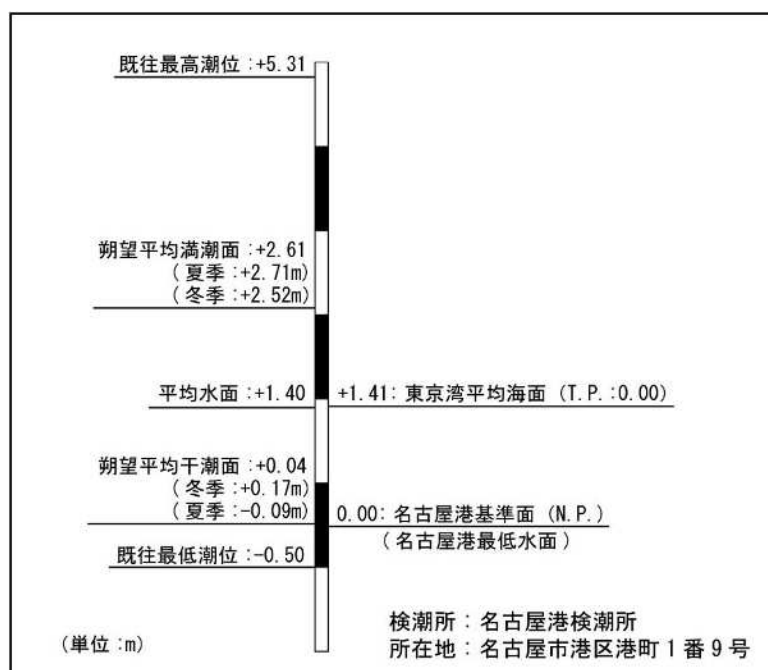 既往最高潮位:+5.31
朔望平均満潮面:+2.61
(夏季:+2.71m)
(冬季:+2.52m)
平均水面:+1.40
+1.41:東京湾平均海面(T.P.:0.00)
朔望平均干潮面:+0.04
(冬季:+0.17m)
(夏季:-0.09m)
0.00:名古屋港基準面(N.P.)
(名古屋港最低水面)
既往最低潮位:-0.50
(単位:m)
検潮所:名古屋港検潮所
所在地:名古屋市港区港町1番9号